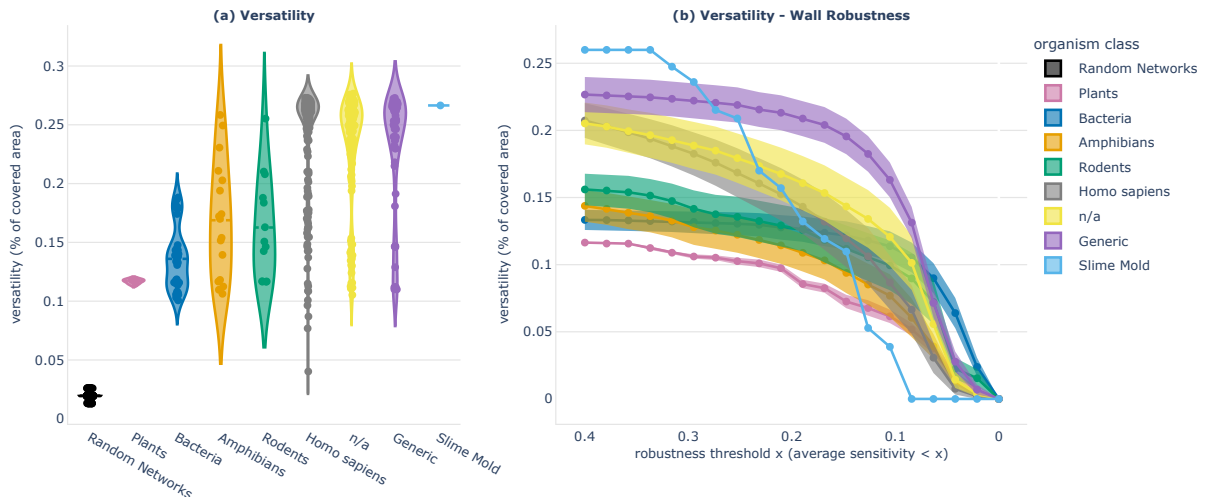 (a) Versatility
(b) Versatility - Wall Robustness
versatility (% of covered area)
0.3
0.25
0.2
0.15
0.1
0.05
0
Random Networks
Plants
Bacteria
Amphibians
Rodents
Homo sapiens
n/a
Generic
Slime Mold
versatility (% of covered area)
0.25
0.2
0.15
0.1
0.05
0
0.4
0.3
0.2
0.1
0
robustness threshold x (average sensitivity < x)
organism class
Random Networks
Plants
Bacteria
Amphibians
Rodents
Homo sapiens
n/a
Generic
Slime Mold